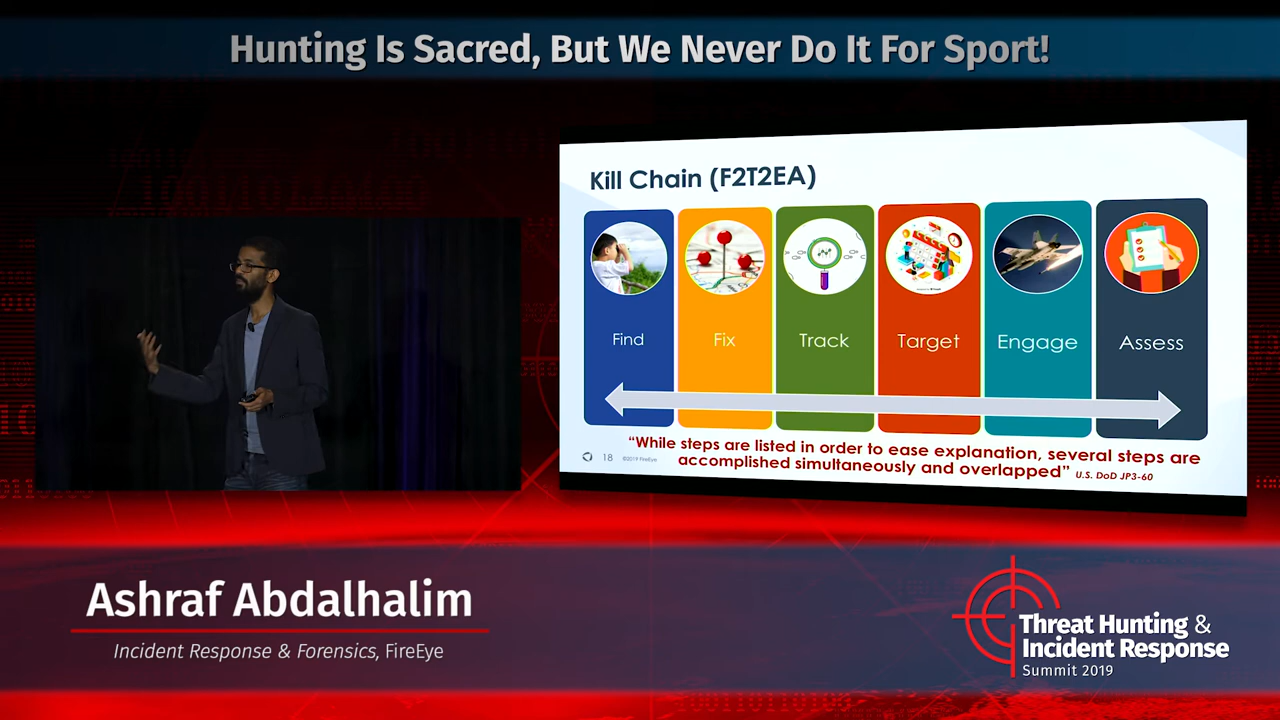 Hunting Is Sacred, But We Never Do It For Sport!
Kill Chain (F2T2EA)
Find
Fix
Track
Target
Engage
Assess
“While steps are listed in order to ease explanation, several steps are
accomplished simultaneously and overlapped” U.S. DoD JP3-60
18 ©2019 FireEye
Ashraf Abdalhalim
Incident Response & Forensics, FireEye
Threat Hunting &
Incident Response
Summit 2019